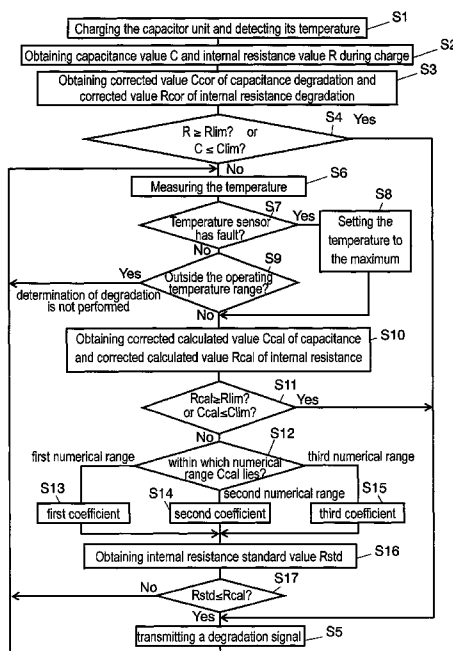 S1
Charging the capacitor unit and detecting its temperature
S2
Obtaining capacitance value C and internal resistance value R during charge
S3
Obtaining corrected value Ccor of capacitance degradation and
corrected value Rcor of internal resistance degradation
S4
R ≥ Rlim? or
C ≤ Clim?
Yes
No
S6
Measuring the temperature
S7
Temperature sensor
has fault?
Yes
S8
Setting the
temperature to
the maximum
No
S9
Outside the operating
temperature range?
Yes
determination of degradation
is not performed
No
S10
Obtaining corrected calculated value Ccal of capacitance
and corrected calculated value Rcal of internal resistance
S11
Rcal≥Rlim?
or Ccal≤Clim?
Yes
No
S12
within which numerical
range Ccal lies?
first numerical range
third numerical range
second numerical range
S13
first coefficient
S14
second coefficient
S15
third coefficient
S16
Obtaining internal resistance standard value Rstd
S17
Rstd≤Rcal?
No
Yes
S5
transmitting a degradation signal